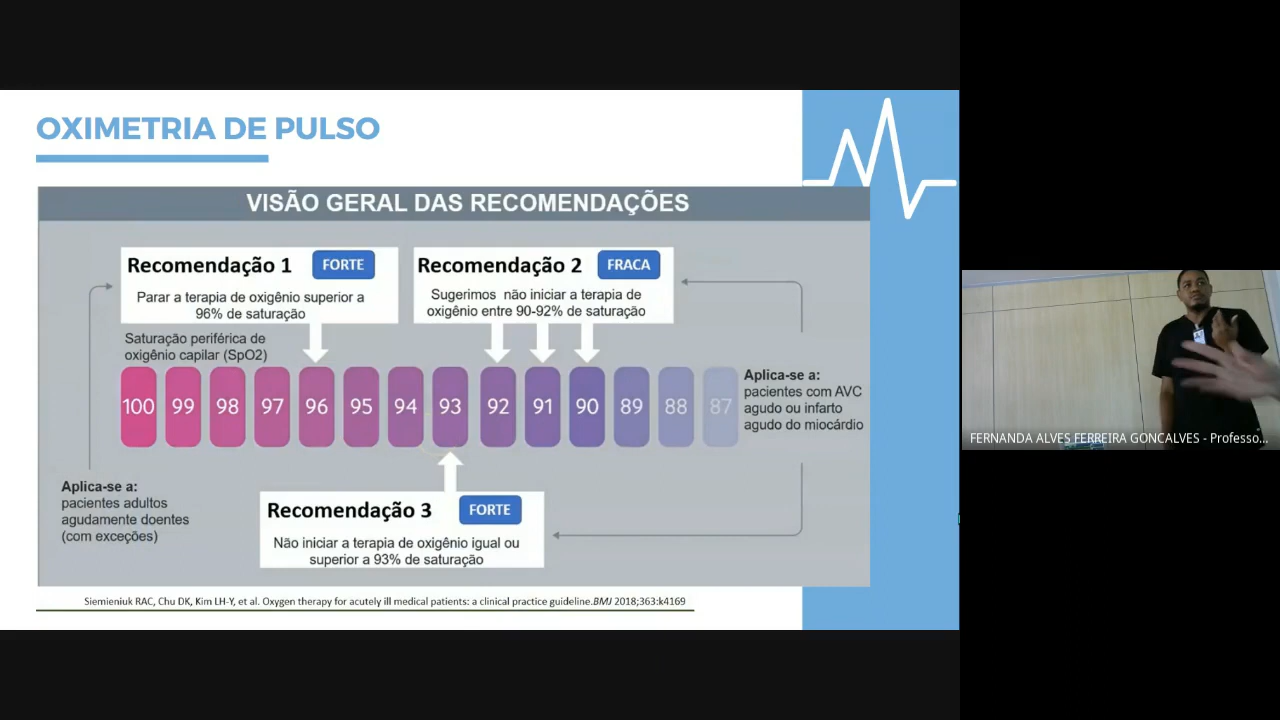 OXIMETRIA DE PULSO
VISÃO GERAL DAS RECOMENDAÇÕES
Recomendação 1 FORTE
Parar a terapia de oxigênio superior a
96% de saturação
Recomendação 2 FRACA
Sugerimos não iniciar a terapia de
oxigênio entre 90-92% de saturação
Saturação periférica de
oxigênio capilar (SpO2)
100 99 98 97 96 95 94 93 92 91 90 89 88 87
Aplica-se a:
pacientes com AVC
agudo ou infarto
agudo do miocárdio
Aplica-se a:
pacientes adultos
agudamente doentes
(com exceções)
Recomendação 3 FORTE
Não iniciar a terapia de oxigênio igual ou
superior a 93% de saturação
Siemieniuk RAC, Chu DK, Kim LH-Y, et al. Oxygen therapy for acutely ill medical patients: a clinical practice guideline.BMJ 2018;363:k4169
FERNANDA ALVES FERREIRA GONCALVES - Professo...